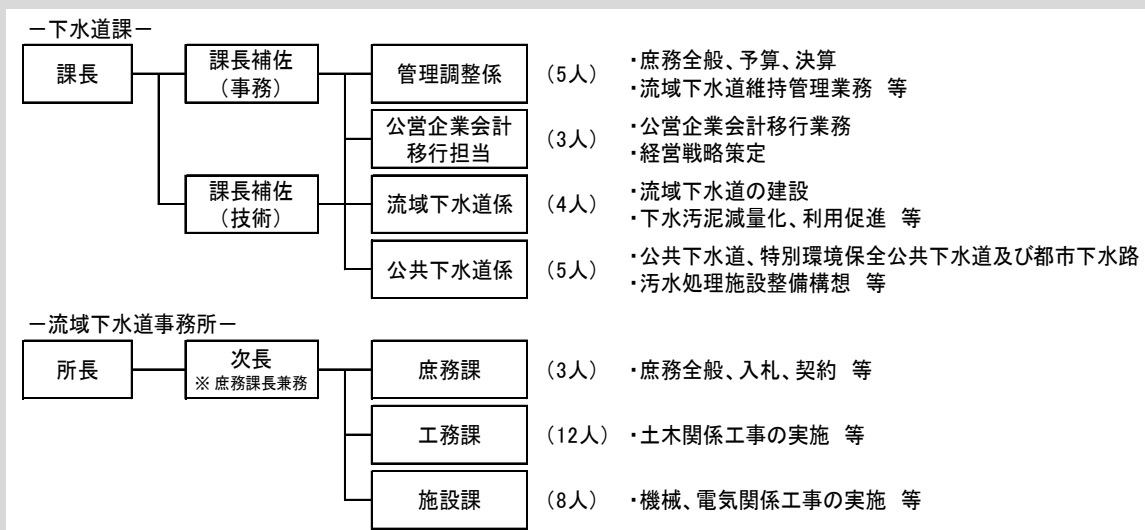 －下水道課－
課長
課長補佐
（事務）
管理調整係
（5人）
・庶務全般、予算、決算
・流域下水道維持管理業務 等
公営企業会計
移行担当
（3人）
・公営企業会計移行業務
・経営戦略策定
課長補佐
（技術）
流域下水道係
（4人）
・流域下水道の建設
・下水汚泥減量化、利用促進 等
公共下水道係
（5人）
・公共下水道、特別環境保全公共下水道及び都市下水路
・汚水処理施設整備構想 等
－流域下水道事務所－
所長
次長
※ 庶務課長兼務
庶務課
（3人）
・庶務全般、入札、契約 等
工務課
（12人）
・土木関係工事の実施 等
施設課
（8人）
・機械、電気関係工事の実施 等